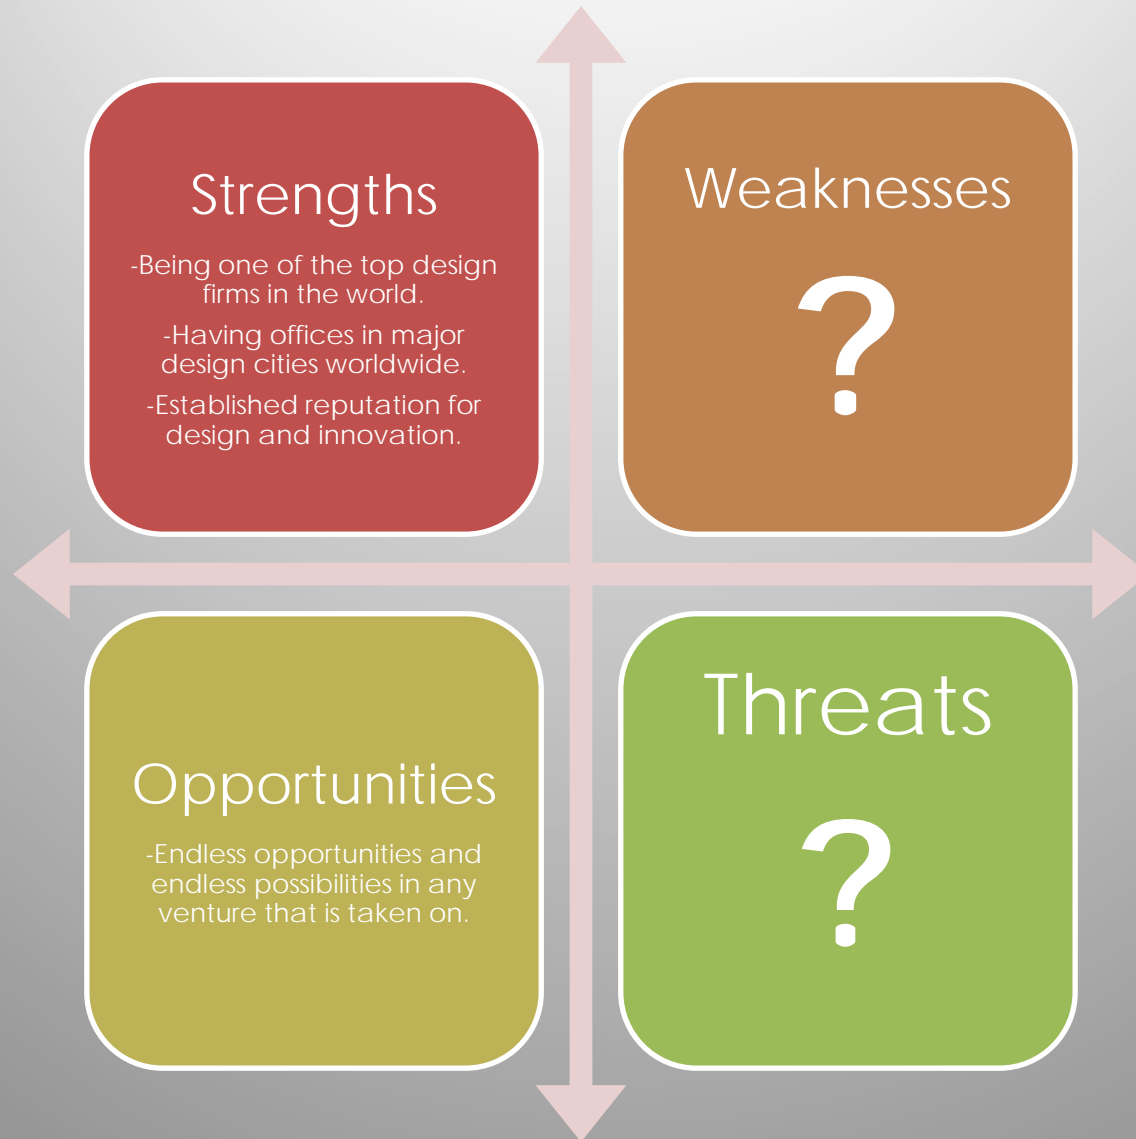 Strengths
-Being one of the top design
firms in the world.
-Having offices in major
design cities worldwide.
-Established reputation for
design and innovation.
Weaknesses
?
Opportunities
-Endless opportunities and
endless possibilities in any
venture that is taken on.
Threats
?